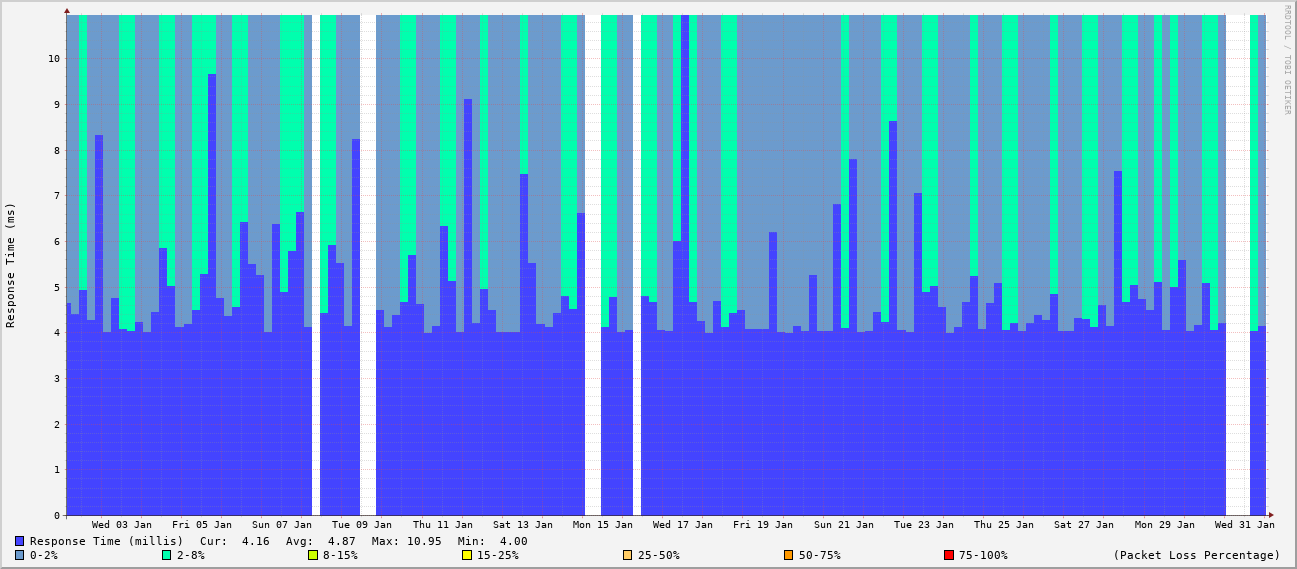 RRDTOOL / TOBI OETIKER
Response Time (ms)
10
9
8
7
6
5
4
3
2
1
0
Wed 03 Jan Fri 05 Jan Sun 07 Jan Tue 09 Jan Thu 11 Jan Sat 13 Jan Mon 15 Jan Wed 17 Jan Fri 19 Jan Sun 21 Jan Tue 23 Jan Thu 25 Jan Sat 27 Jan Mon 29 Jan Wed 31 Jan
Response Time (millis) Cur: 4.16 Avg: 4.87 Max: 10.95 Min: 4.00
0-2% 2-8% 8-15% 15-25% 25-50% 50-75% 75-100% (Packet Loss Percentage)